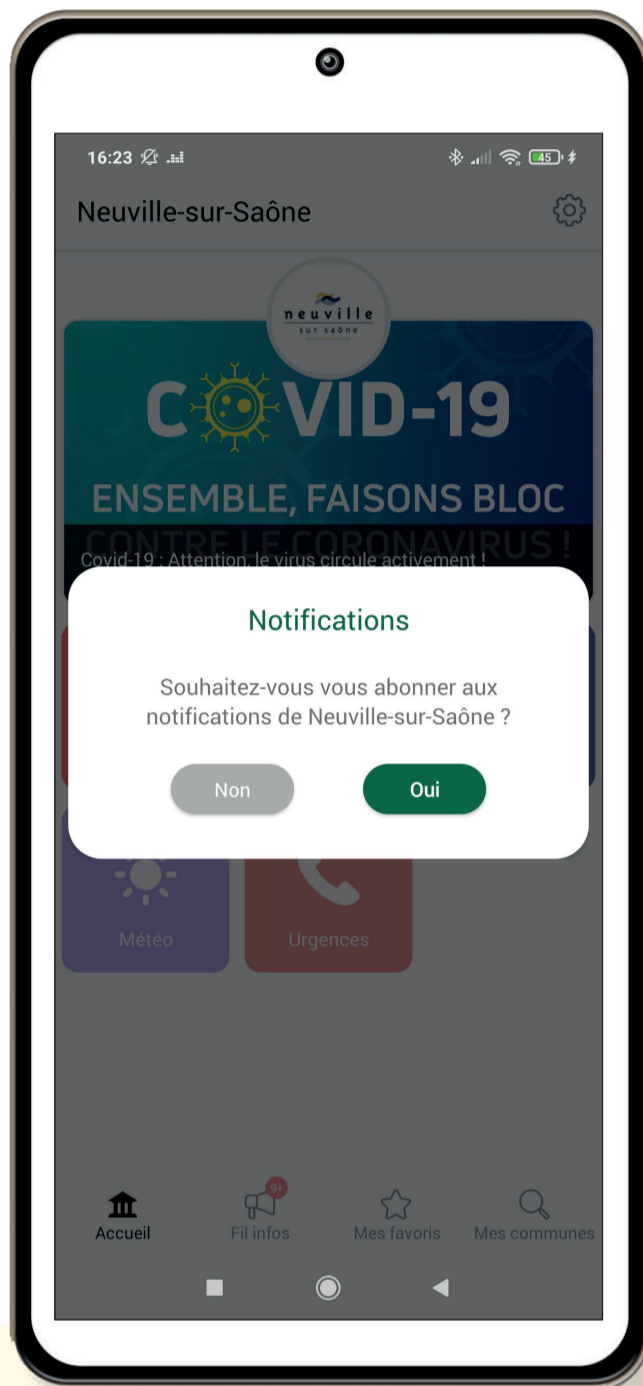 16:23
45
Neuville-sur-Saône
neuville
sur saône
COVID-19
ENSEMBLE, FAISONS BLOC
CONTRE LE CORONAVIRUS !
Covid-19 : Attention, le virus circule activement !
Notifications
Souhaitez-vous vous abonner aux
notifications de Neuville-sur-Saône ?
Non
Oui
Météo
Urgences
9+
Accueil
Fil infos
Mes favoris
Mes communes